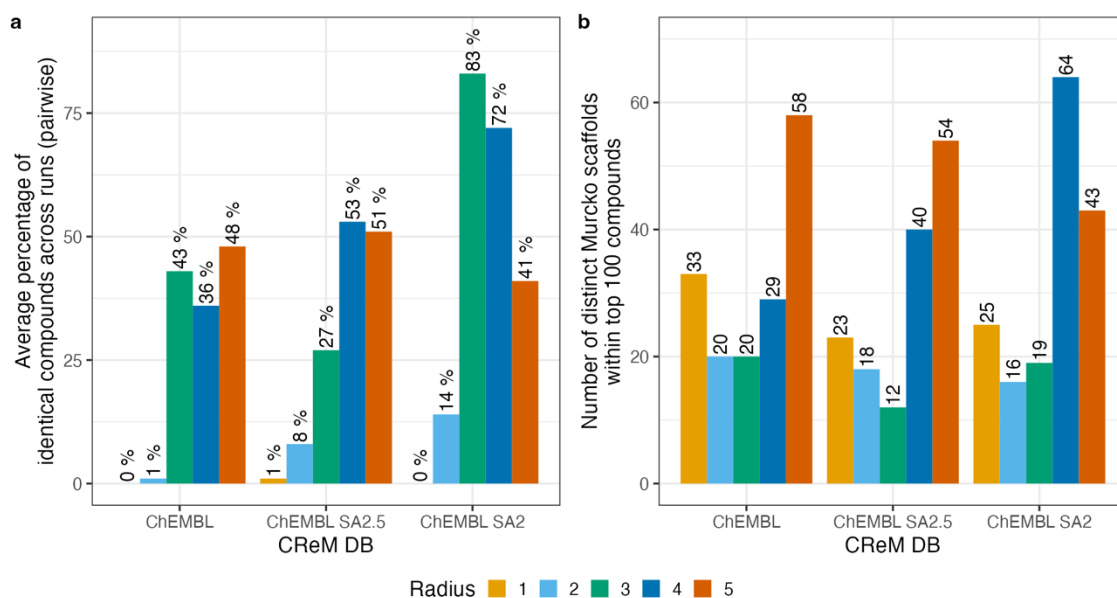 a
Average percentage of
identical compounds across runs (pairwise)
75
50
25
0
0 %
1 %
43 %
36 %
48 %
1 %
8 %
27 %
53 %
51 %
0 %
14 %
83 %
72 %
41 %
ChEMBL
ChEMBL SA2.5
ChEMBL SA2
CReM DB
b
Number of distinct Murcko scaffolds
within top 100 compounds
60
40
20
0
33
20
20
29
58
23
18
12
40
54
25
16
19
64
43
ChEMBL
ChEMBL SA2.5
ChEMBL SA2
CReM DB
Radius 1 2 3 4 5